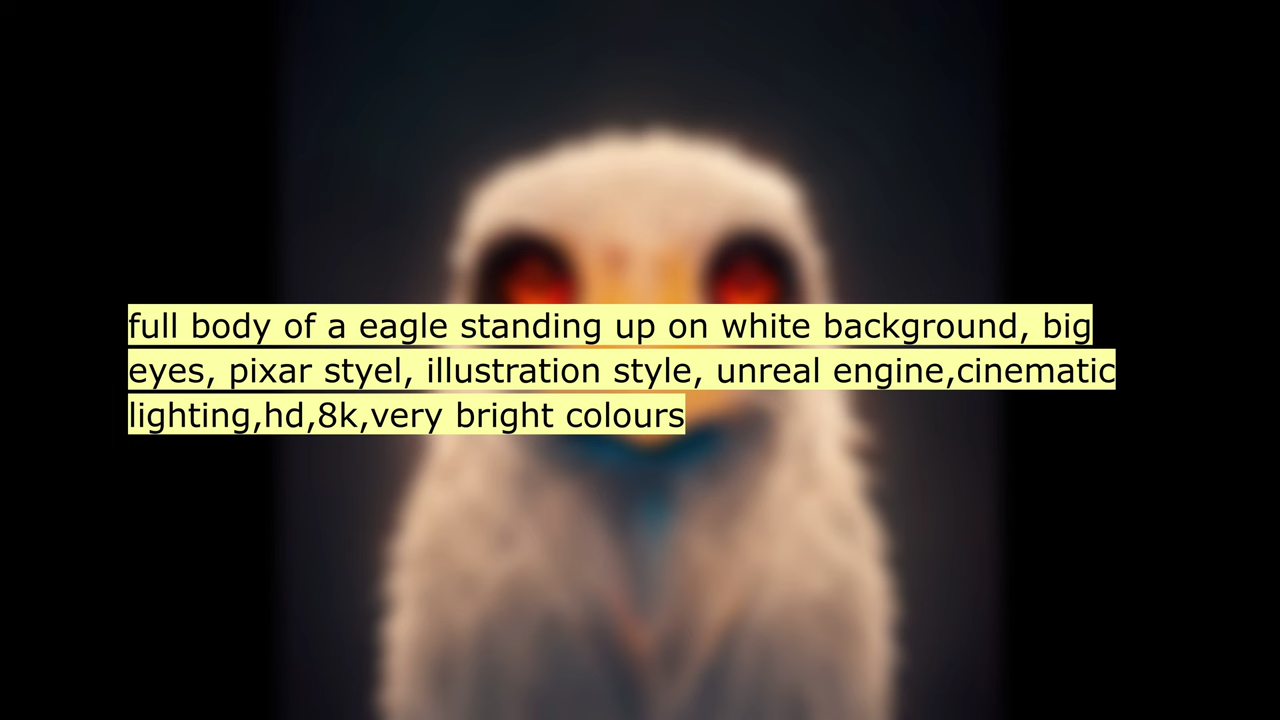 full body of a eagle standing up on white background, big
eyes, pixar styel, illustration style, unreal engine,cinematic
lighting,hd,8k,very bright colours